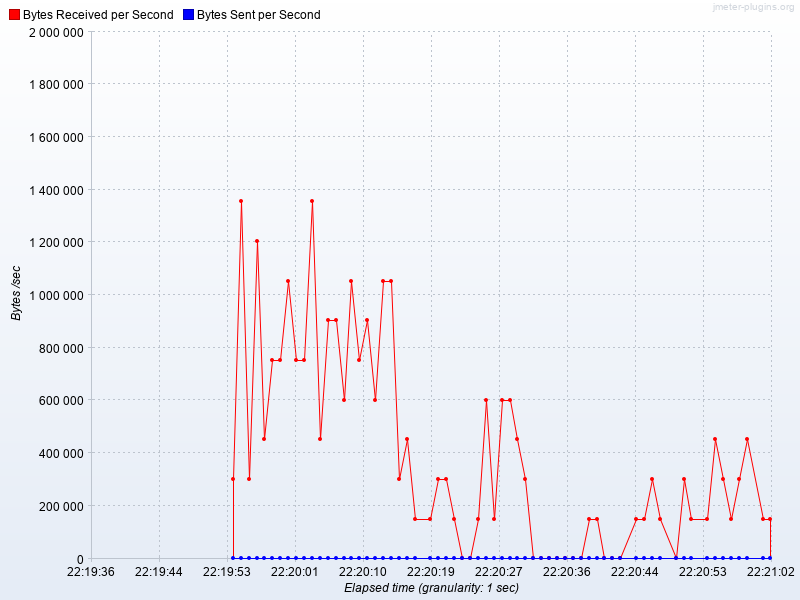 jmeter-plugins.org
Bytes Received per Second Bytes Sent per Second
2 000 000
1 800 000
1 600 000
1 400 000
1 200 000
1 000 000
800 000
600 000
400 000
200 000
0
Bytes /sec
22:19:36 22:19:44 22:19:53 22:20:01 22:20:10 22:20:19 22:20:27 22:20:36 22:20:44 22:20:53 22:21:02
Elapsed time (granularity: 1 sec)